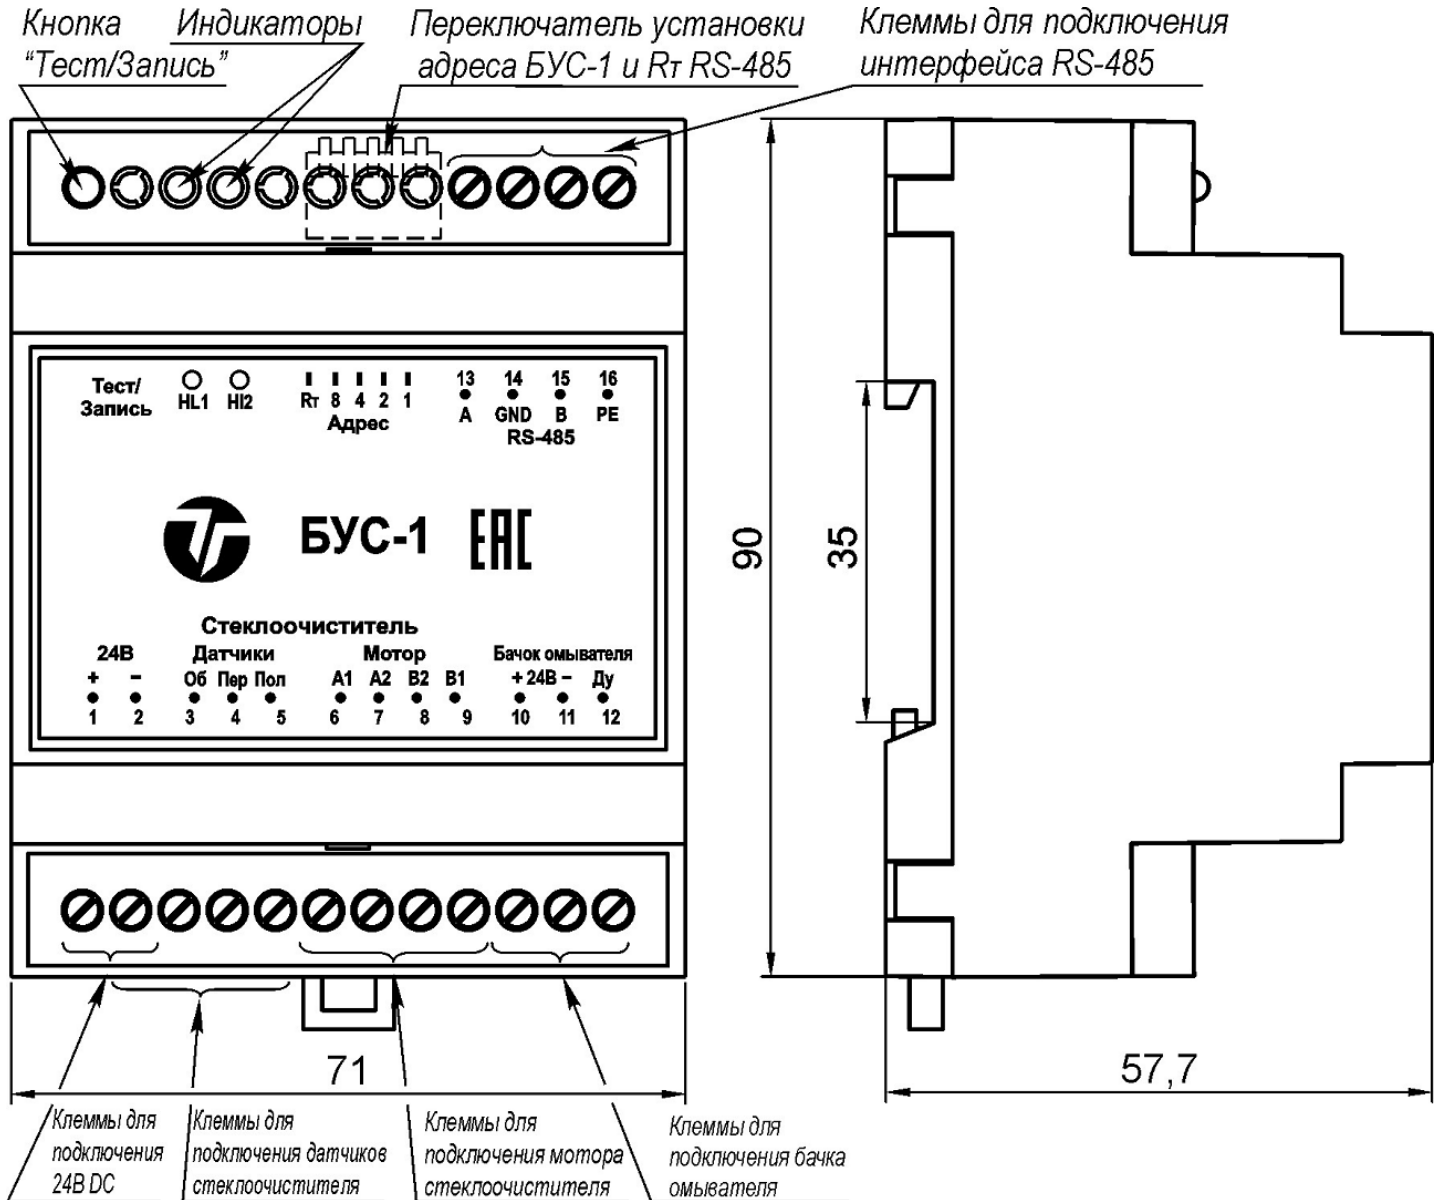 Кнопка
“Тест/Запись”
Индикаторы
Переключатель установки
адреса БУС-1 и Rт RS-485
Клеммы для подключения
интерфейса RS-485
Тест/
Запись
HL1 Hl2
Rт 8 4 2 1
Адрес
13 14 15 16
A GND B PE
RS-485
БУС-1 EAC
Стеклоочиститель
24В Датчики Мотор Бачок омывателя
+ − Об Пер Пол A1 A2 B2 B1 + 24В − Ду
1 2 3 4 5 6 7 8 9 10 11 12
90
35
71
57,7
Клеммы для
подключения
24В DC
Клеммы для
подключения датчиков
стеклоочистителя
Клеммы для
подключения мотора
стеклоочистителя
Клеммы для
подключения бачка
омывателя